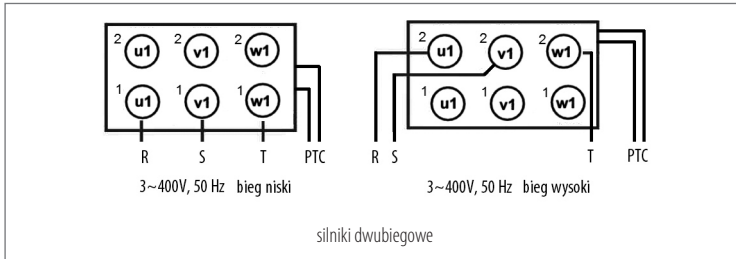 2 u1 2 v1 2 w1
1 u1 1 v1 1 w1
R S T PTC
3~400V, 50 Hz bieg niski
2 u1 2 v1 2 w1
1 u1 1 v1 1 w1
R S T PTC
3~400V, 50 Hz bieg wysoki
silniki dwubiegowe